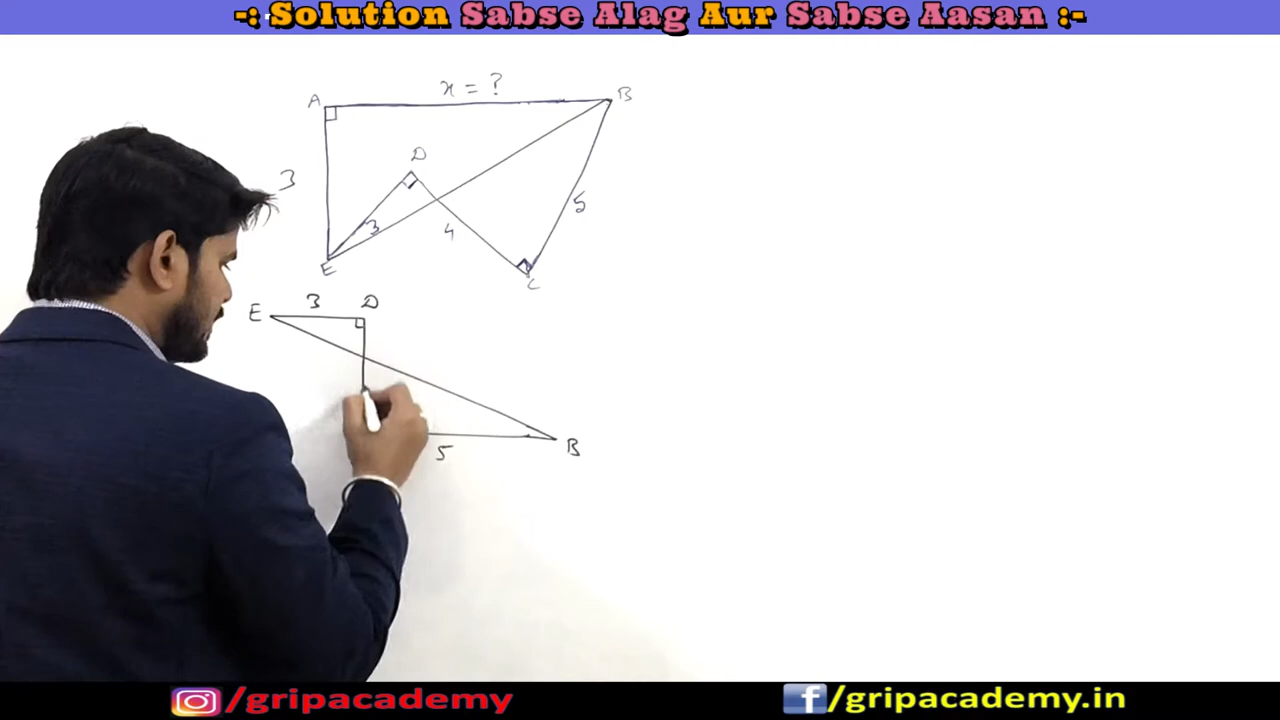 -: Solution Sabse Alag Aur Sabse Aasan :-
x = ?
A
B
D
3
3
4
5
E
C
E
3
D
5
B
/gripacademy
f/gripacademy.in